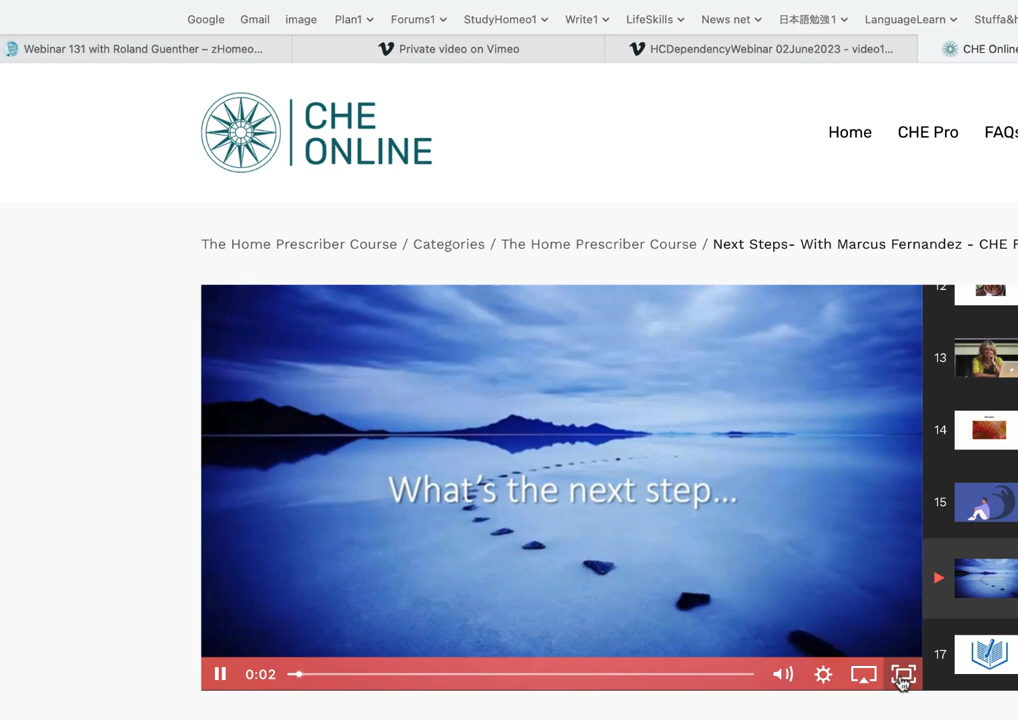 Google Gmail image Plan1 Forums1 StudyHomeo1 Write1 LifeSkills News net 日本語勉強1 LanguageLearn Stuffa&h
Webinar 131 with Roland Guenther – zHomeo... Private video on Vimeo HCDependencyWebinar 02June2023 - video1... CHE Online
CHE
ONLINE
Home CHE Pro FAQs
The Home Prescriber Course / Categories / The Home Prescriber Course / Next Steps- With Marcus Fernandez - CHE
12
13
14
What's the next step...
15
17
0:02